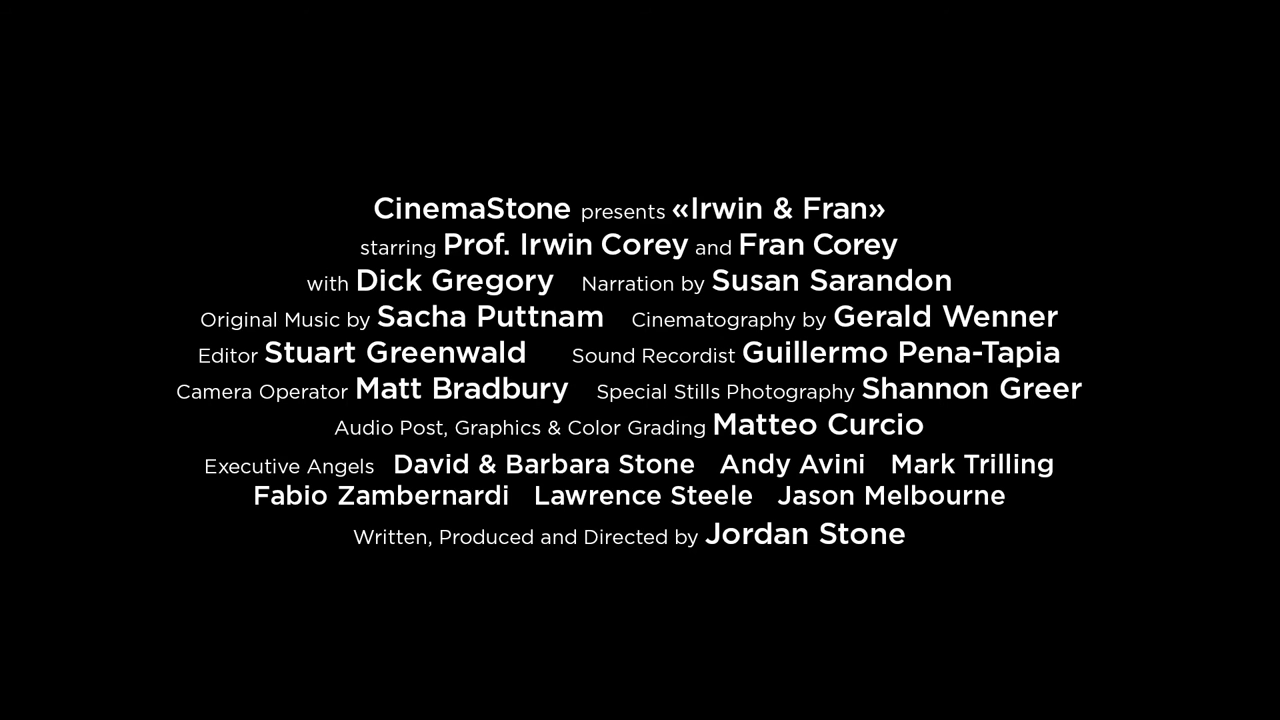 CinemaStone presents «Irwin & Fran»
starring Prof. Irwin Corey and Fran Corey
with Dick Gregory Narration by Susan Sarandon
Original Music by Sacha Puttnam Cinematography by Gerald Wenner
Editor Stuart Greenwald Sound Recordist Guillermo Pena-Tapia
Camera Operator Matt Bradbury Special Stills Photography Shannon Greer
Audio Post, Graphics & Color Grading Matteo Curcio
Executive Angels David & Barbara Stone Andy Avini Mark Trilling
Fabio Zambernardi Lawrence Steele Jason Melbourne
Written, Produced and Directed by Jordan Stone